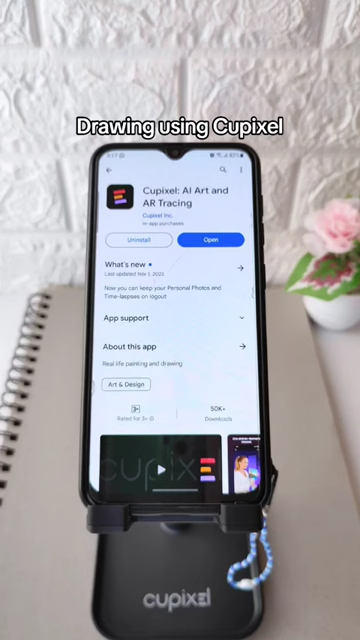 Drawing using Cupixel
Cupixel: AI Art and
AR Tracing
Cupixel Inc.
In-app purchases
Uninstall
Open
What's new
Last updated Nov 1, 2023
Now you can keep your Personal Photos and
Time-lapses on logout
App support
About this app
Real life painting and drawing
Art & Design
3+
50K+
Rated for 3+
Downloads
cupixel
cupixel